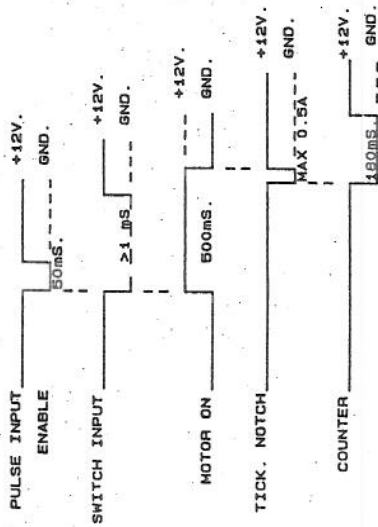 PULSE INPUT
ENABLE
+12V.
50mS.
GND.
SWITCH INPUT
+12V.
>1 mS
GND.
MOTOR ON
+12V.
500mS.
GND.
TICK. NOTCH
+12V.
GND.
MAX 0.5A
COUNTER
+12V.
GND.
180mS.